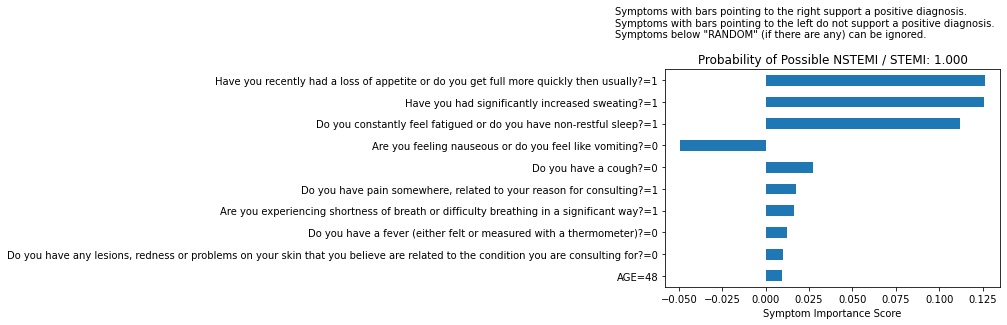 Symptoms with bars pointing to the right support a positive diagnosis.
Symptoms with bars pointing to the left do not support a positive diagnosis.
Symptoms below "RANDOM" (if there are any) can be ignored.
Probability of Possible NSTEMI / STEMI: 1.000
Have you recently had a loss of appetite or do you get full more quickly then usually?=1
Have you had significantly increased sweating?=1
Do you constantly feel fatigued or do you have non-restful sleep?=1
Are you feeling nauseous or do you feel like vomiting?=0
Do you have a cough?=0
Do you have pain somewhere, related to your reason for consulting?=1
Are you experiencing shortness of breath or difficulty breathing in a significant way?=1
Do you have a fever (either felt or measured with a thermometer)?=0
Do you have any lesions, redness or problems on your skin that you believe are related to the condition you are consulting for?=0
AGE=48
−0.050 −0.025 0.000 0.025 0.050 0.075 0.100 0.125
Symptom Importance Score